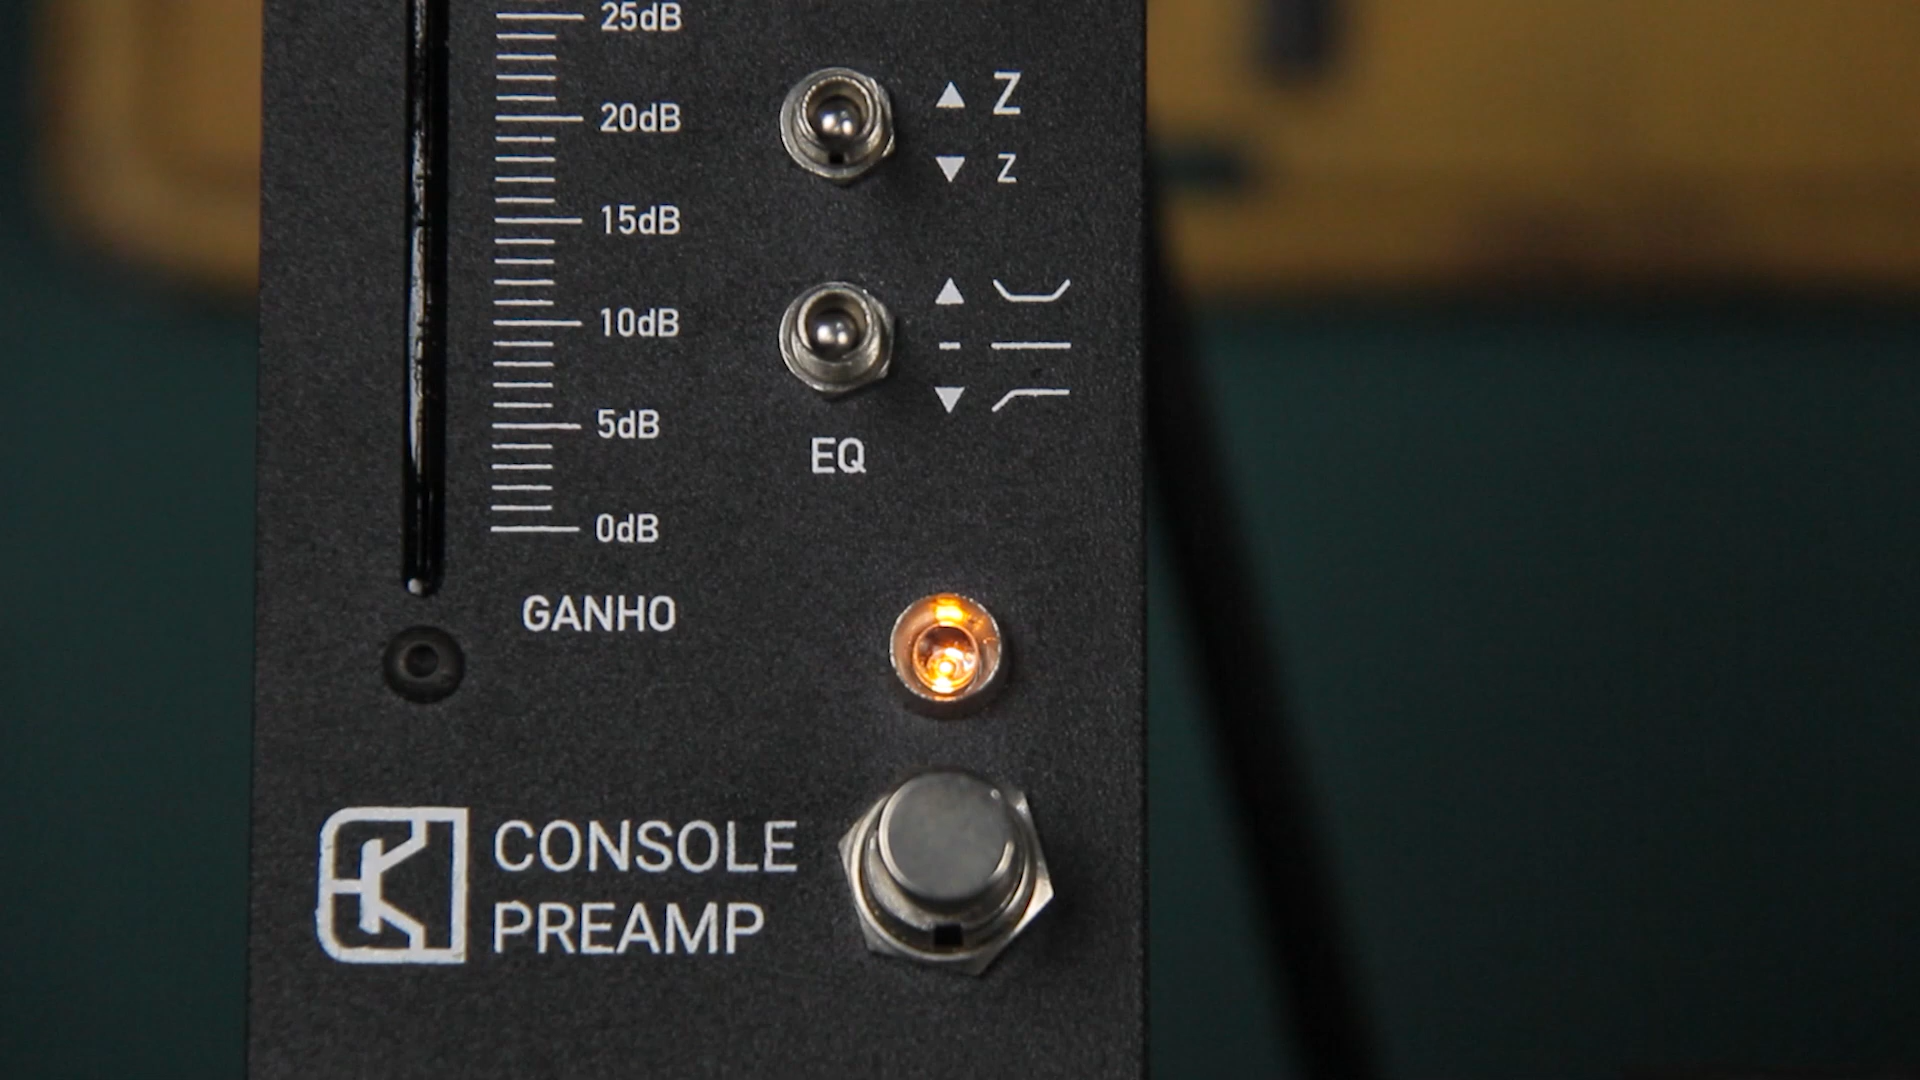 25dB
20dB
15dB
10dB
5dB
0dB
GANHO
▲ Z
▼ z
▲
-
▼
EQ
CONSOLE
PREAMP